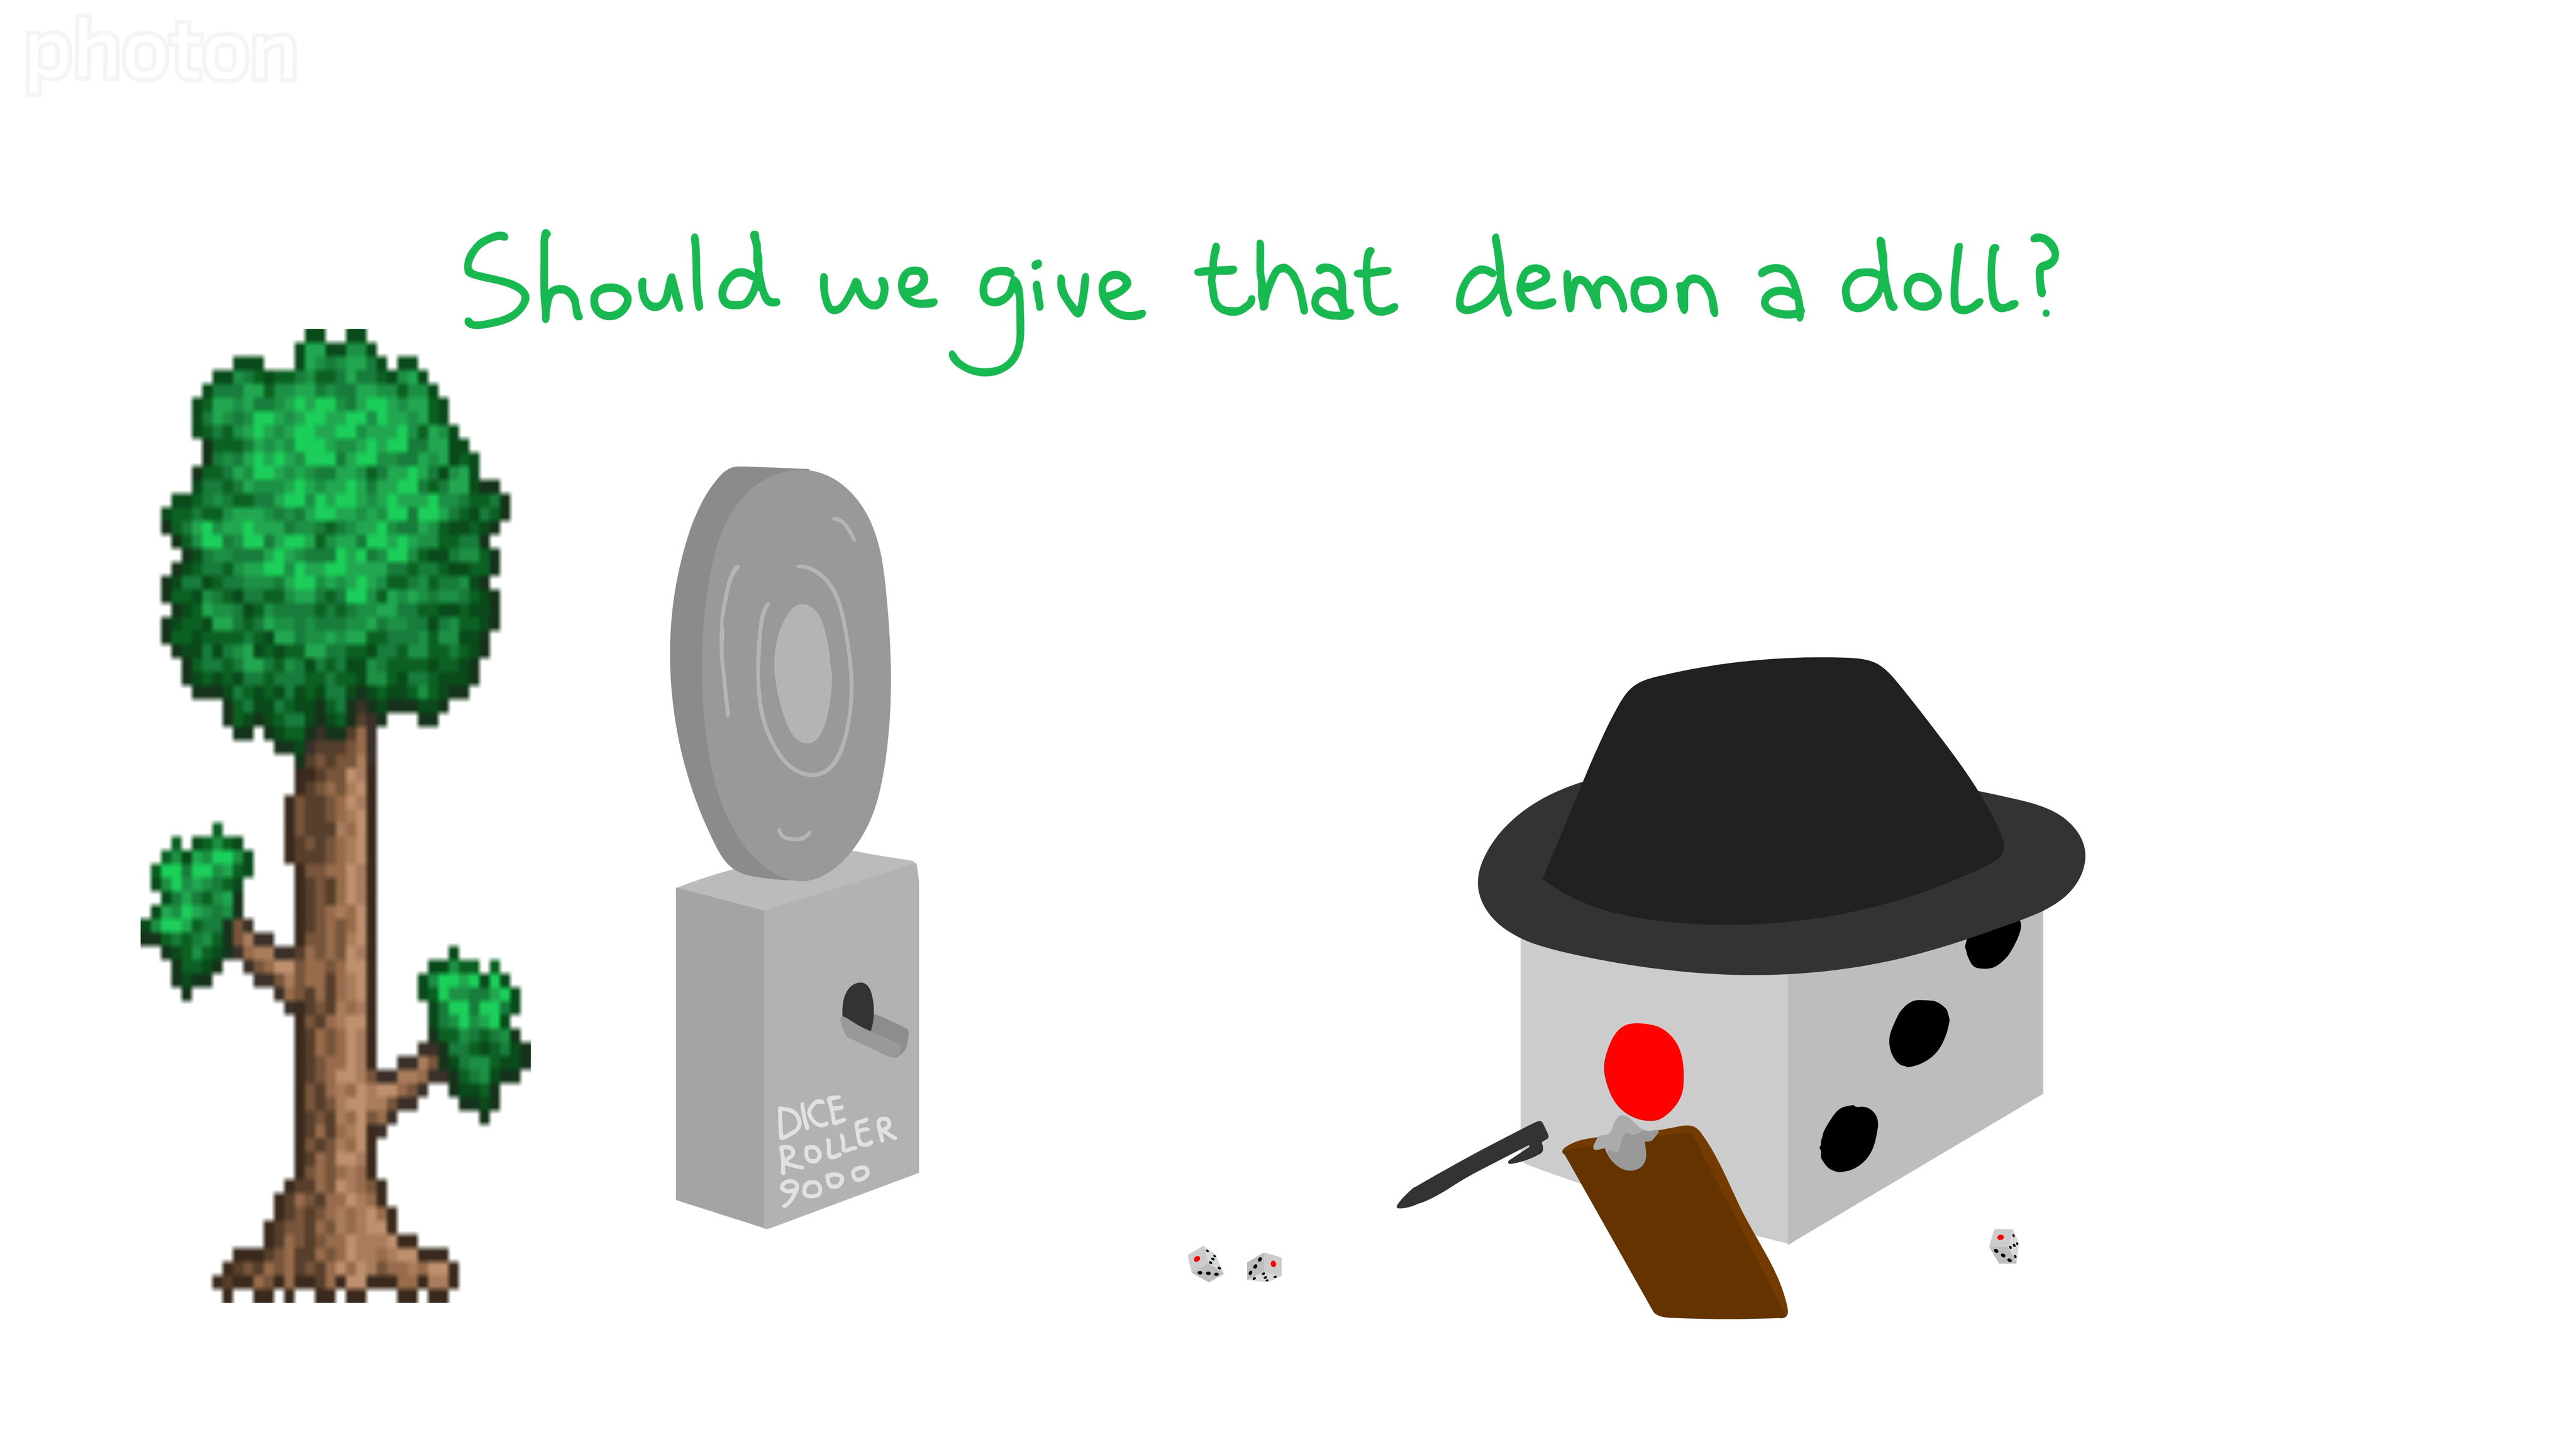 photon
Should we give that demon a doll?
DICE
ROLLER
9000